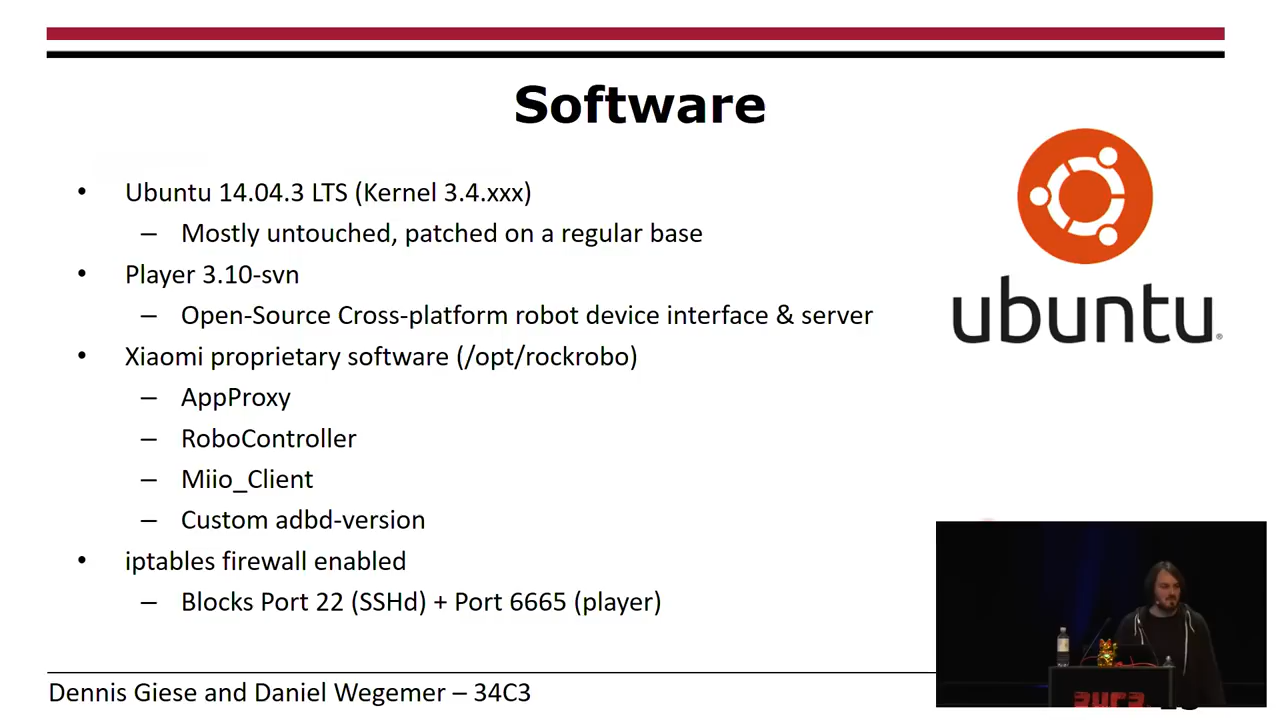 Software
• Ubuntu 14.04.3 LTS (Kernel 3.4.xxx)
– Mostly untouched, patched on a regular base
• Player 3.10-svn
– Open-Source Cross-platform robot device interface & server
• Xiaomi proprietary software (/opt/rockrobo)
– AppProxy
– RoboController
– Miio_Client
– Custom adbd-version
• iptables firewall enabled
– Blocks Port 22 (SSHd) + Port 6665 (player)
ubuntu®
Dennis Giese and Daniel Wegemer – 34C3